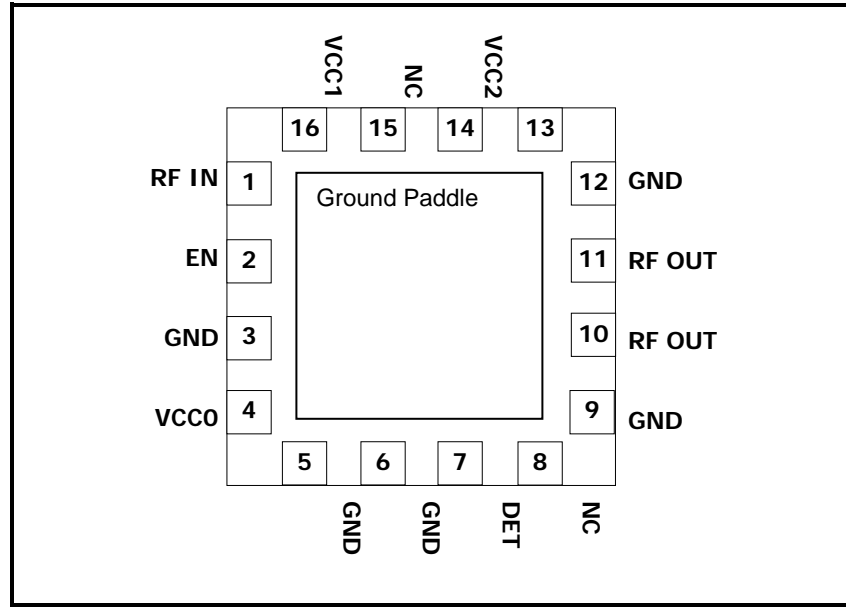 VCC1
NC
VCC2
16
15
14
13
RF IN
1
Ground Paddle
12
GND
EN
2
11
RF OUT
GND
3
10
RF OUT
VCC0
4
9
GND
5
6
7
8
GND
GND
DET
NC